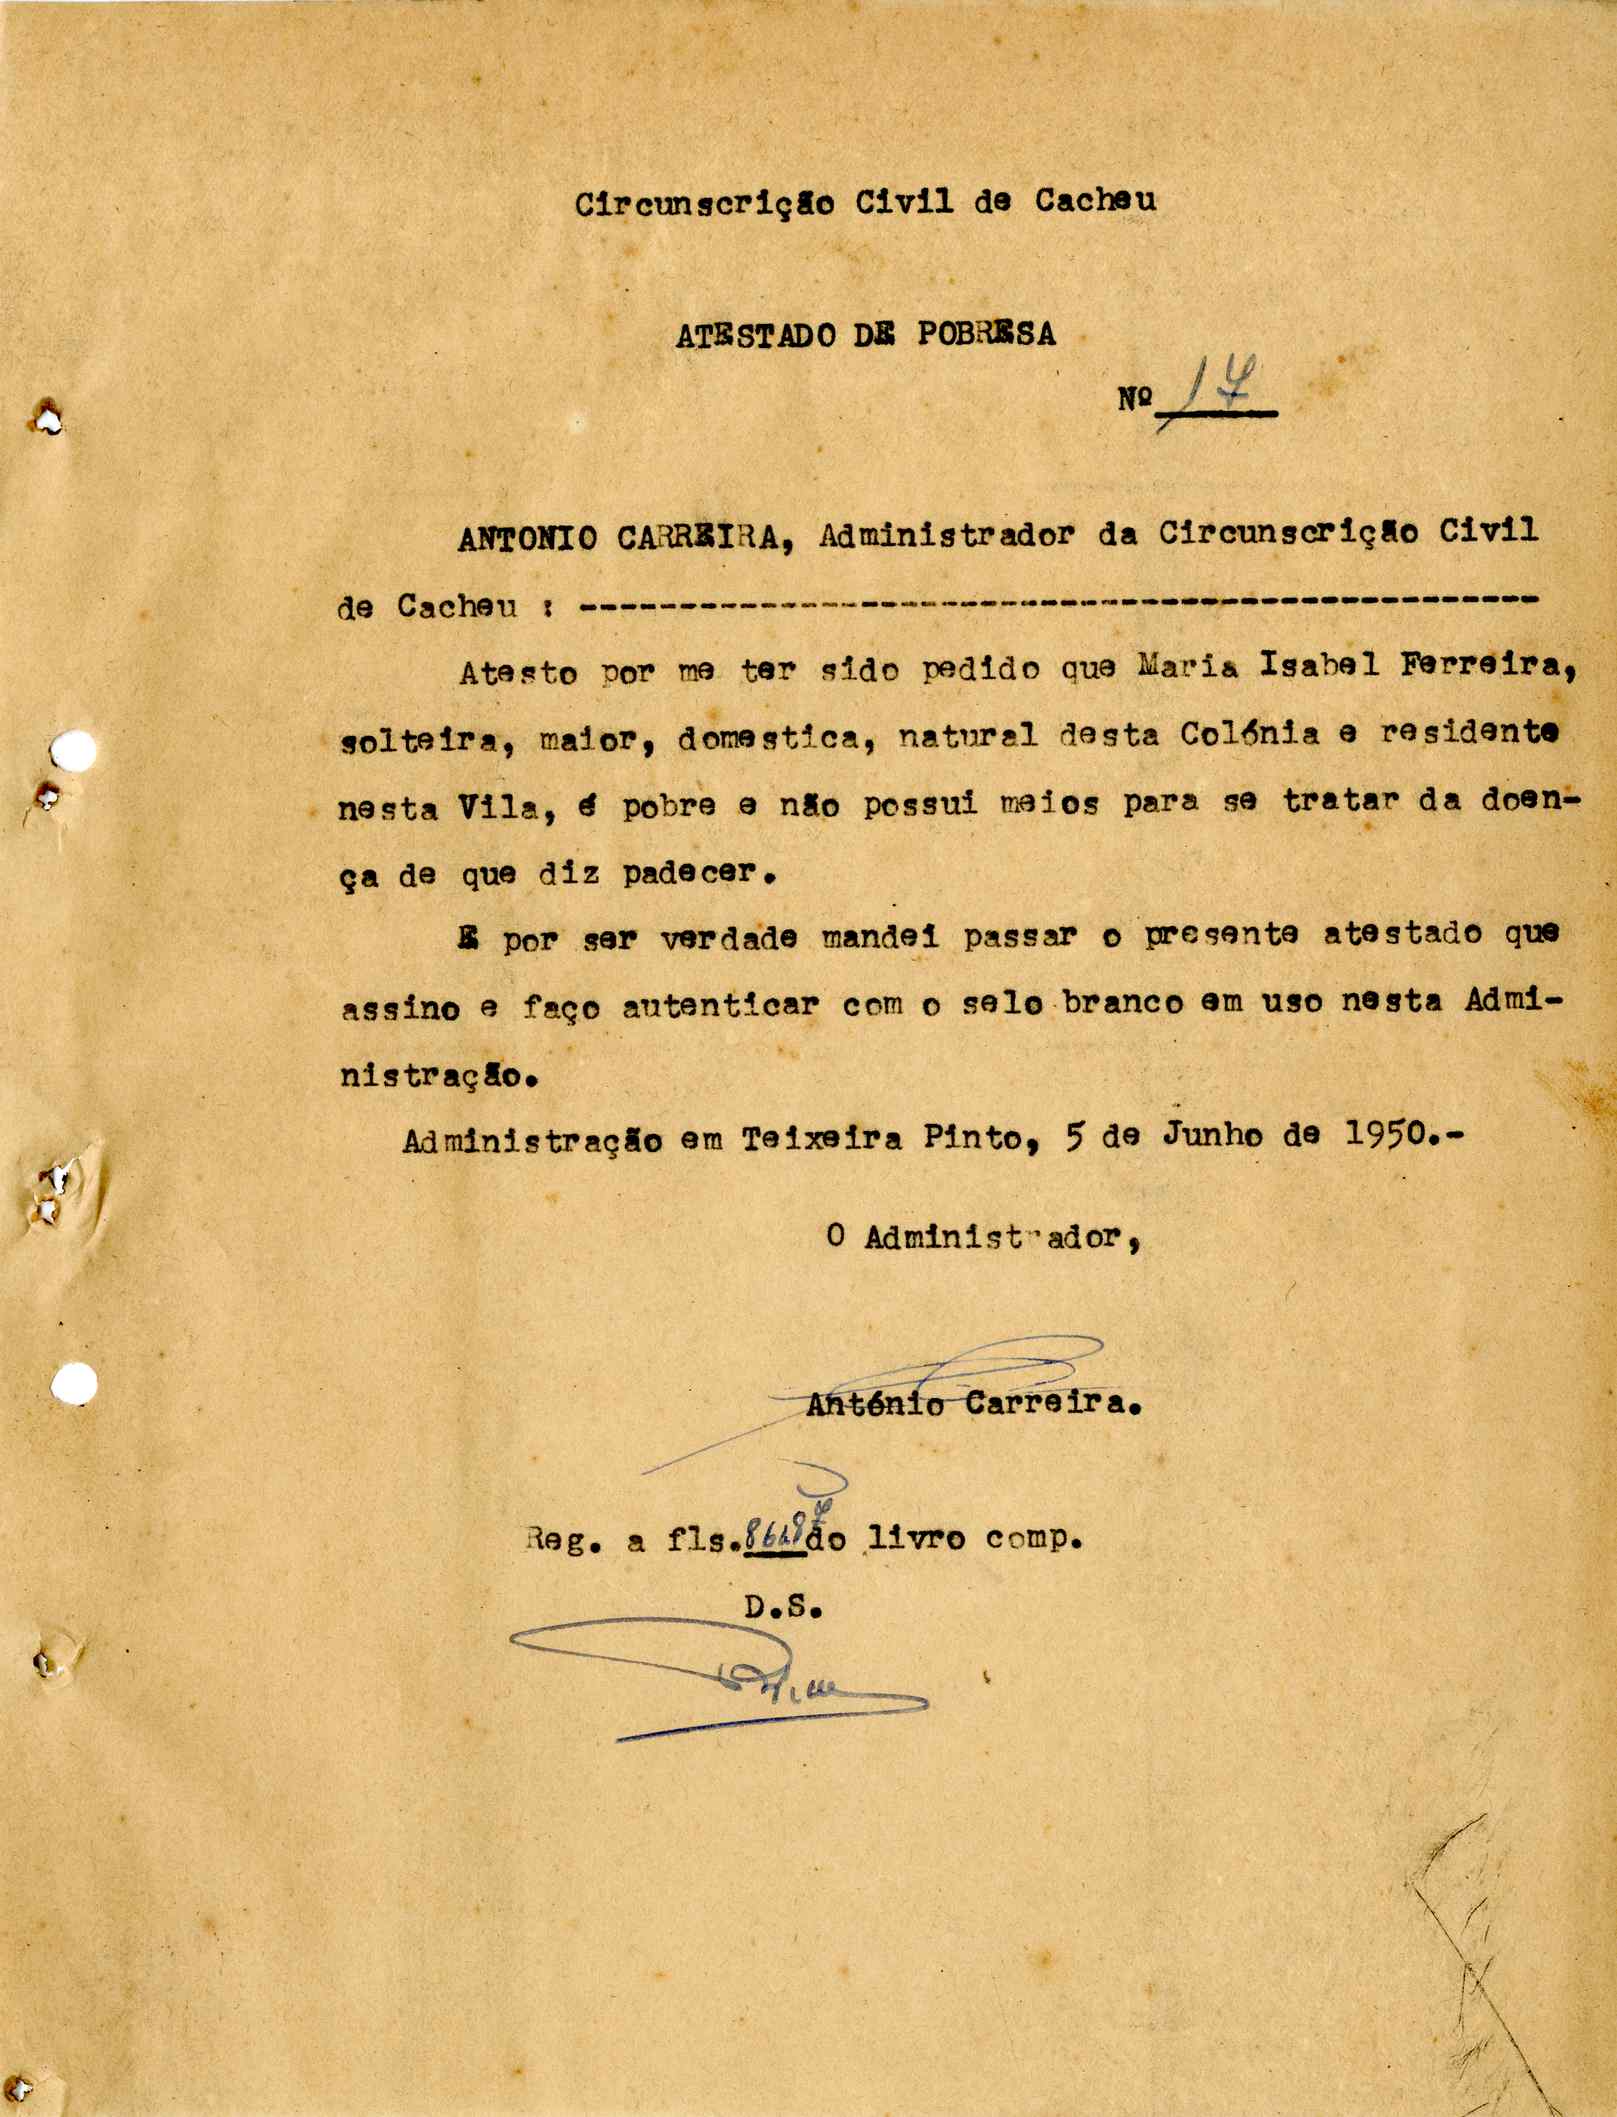 Circunscrição Civil de Cacheu
ATESTADO DE POBRESA
Nº 17
ANTONIO CARREIRA, Administrador da Circunscrição Civil
de Cacheu : ------------------------------------------------
Atesto por me ter sido pedido que Maria Isabel Ferreira,
solteira, maior, domestica, natural desta Colónia e residente
nesta Vila, é pobre e não possui meios para se tratar da doen-
ça de que diz padecer.
E por ser verdade mandei passar o presente atestado que
assino e faço autenticar com o selo branco em uso nesta Admi-
nistração.
Administração em Teixeira Pinto, 5 de Junho de 1950.-
O Administrador,
António Carreira.
Reg. a fls. do livro comp.
D.S.